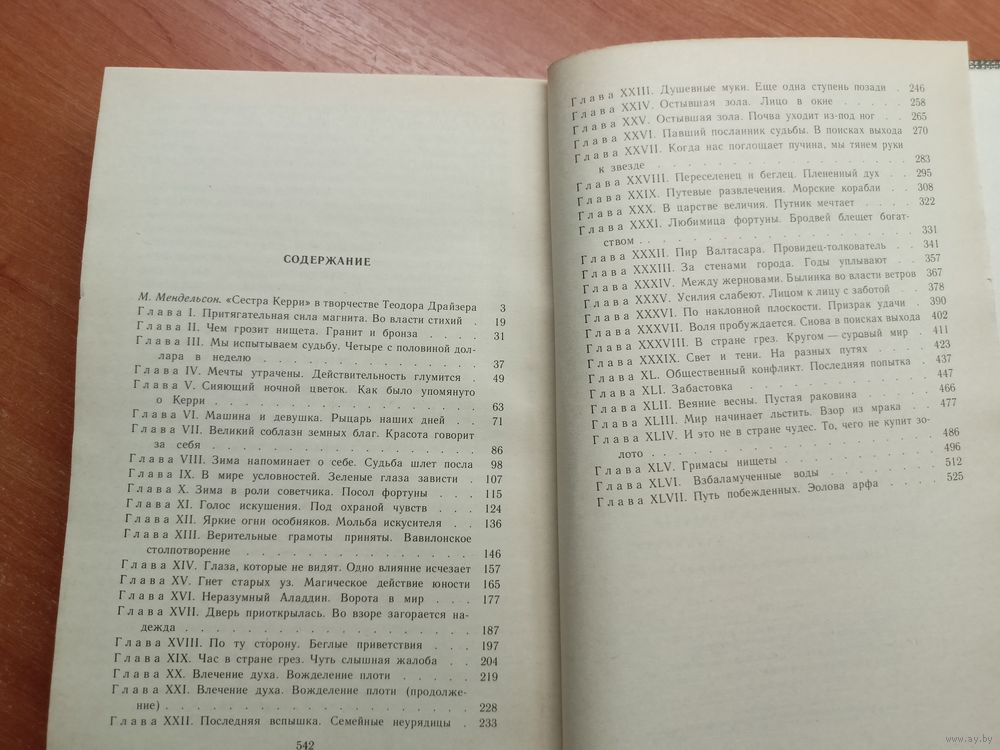 СОДЕРЖАНИЕ
М. Мендельсон. «Сестра Керри» в творчестве Теодора Драйзера 3
Глава I. Притягательная сила магнита. Во власти стихий . 19
Глава II. Чем грозит нищета. Гранит и бронза . . . . 31
Глава III. Мы испытываем судьбу. Четыре с половиной дол-
лара в неделю . . . . . . . . . . 37
Глава IV. Мечты утрачены. Действительность глумится . 49
Глава V. Сияющий ночной цветок. Как было упомянуто
о Керри . . . . . . . . . . . . 63
Глава VI. Машина и девушка. Рыцарь наших дней . . 71
Глава VII. Великий соблазн земных благ. Красота говорит
за себя . . . . . . . . . . . . 86
Глава VIII. Зима напоминает о себе. Судьба шлет посла 98
Глава IX. В мире условностей. Зеленые глаза зависти . 107
Глава X. Зима в роли советчика. Посол фортуны . . 115
Глава XI. Голос искушения. Под охраной чувств . . . 124
Глава XII. Яркие огни особняков. Мольба искусителя . . 136
Глава XIII. Верительные грамоты приняты. Вавилонское
столпотворение . . . . . . . . . . 146
Глава XIV. Глаза, которые не видят. Одно влияние исчезает 157
Глава XV. Гнет старых уз. Магическое действие юности 165
Глава XVI. Неразумный Аладдин. Ворота в мир . . . 177
Глава XVII. Дверь приоткрылась. Во взоре загорается на-
дежда . . . . . . . . . . . . . 187
Глава XVIII. По ту сторону. Беглые приветствия . . . 197
Глава XIX. Час в стране грез. Чуть слышная жалоба . . 204
Глава XX. Влечение духа. Вожделение плоти . . . . . 219
Глава XXI. Влечение духа. Вожделение плоти (продолже-
ние) . . . . . . . . . . . . . . 228
Глава XXII. Последняя вспышка. Семейные неурядицы . 233
542
Глава XXIII. Душевные муки. Еще одна ступень позади . 246
Глава XXIV. Остывшая зола. Лицо в окне . . . . . 258
Глава XXV. Остывшая зола. Почва уходит из-под ног . . 265
Глава XXVI. Павший посланник судьбы. В поисках выхода 270
Глава XXVII. Когда нас поглощает пучина, мы тянем руки
к звезде . . . . . . . . . . . . 283
Глава XXVIII. Переселенец и беглец. Плененный дух . . 295
Глава XXIX. Путевые развлечения. Морские корабли . . 308
Глава XXX. В царстве величия. Путник мечтает . . . . 322
Глава XXXI. Любимица фортуны. Бродвей блещет богат-
ством . . . . . . . . . . . . . 331
Глава XXXII. Пир Валтасара. Провидец-толкователь . . 341
Глава XXXIII. За стенами города. Годы уплывают . . . 357
Глава XXXIV. Между жерновами. Былинка во власти ветров 367
Глава XXXV. Усилия слабеют. Лицом к лицу с заботой . 378
Глава XXXVI. По наклонной плоскости. Призрак удачи . 390
Глава XXXVII. Воля пробуждается. Снова в поисках выхода 402
Глава XXXVIII. В стране грез. Кругом — суровый мир . 411
Глава XXXIX. Свет и тени. На разных путях . . . . 423
Глава XL. Общественный конфликт. Последняя попытка . 437
Глава XLI. Забастовка . . . . . . . . . . . 447
Глава XLII. Веяние весны. Пустая раковина . . . . . 466
Глава XLIII. Мир начинает льстить. Взор из мрака . . 477
Глава XLIV. И это не в стране чудес. То, чего не купит зо-
лото . . . . . . . . . . . . . . 486
Глава XLV. Гримасы нищеты . . . . . . . . . 496
Глава XLVI. Взбаламученные воды . . . . . . . 512
Глава XLVII. Путь побежденных. Эолова арфа . . . . 525
www.ay.by